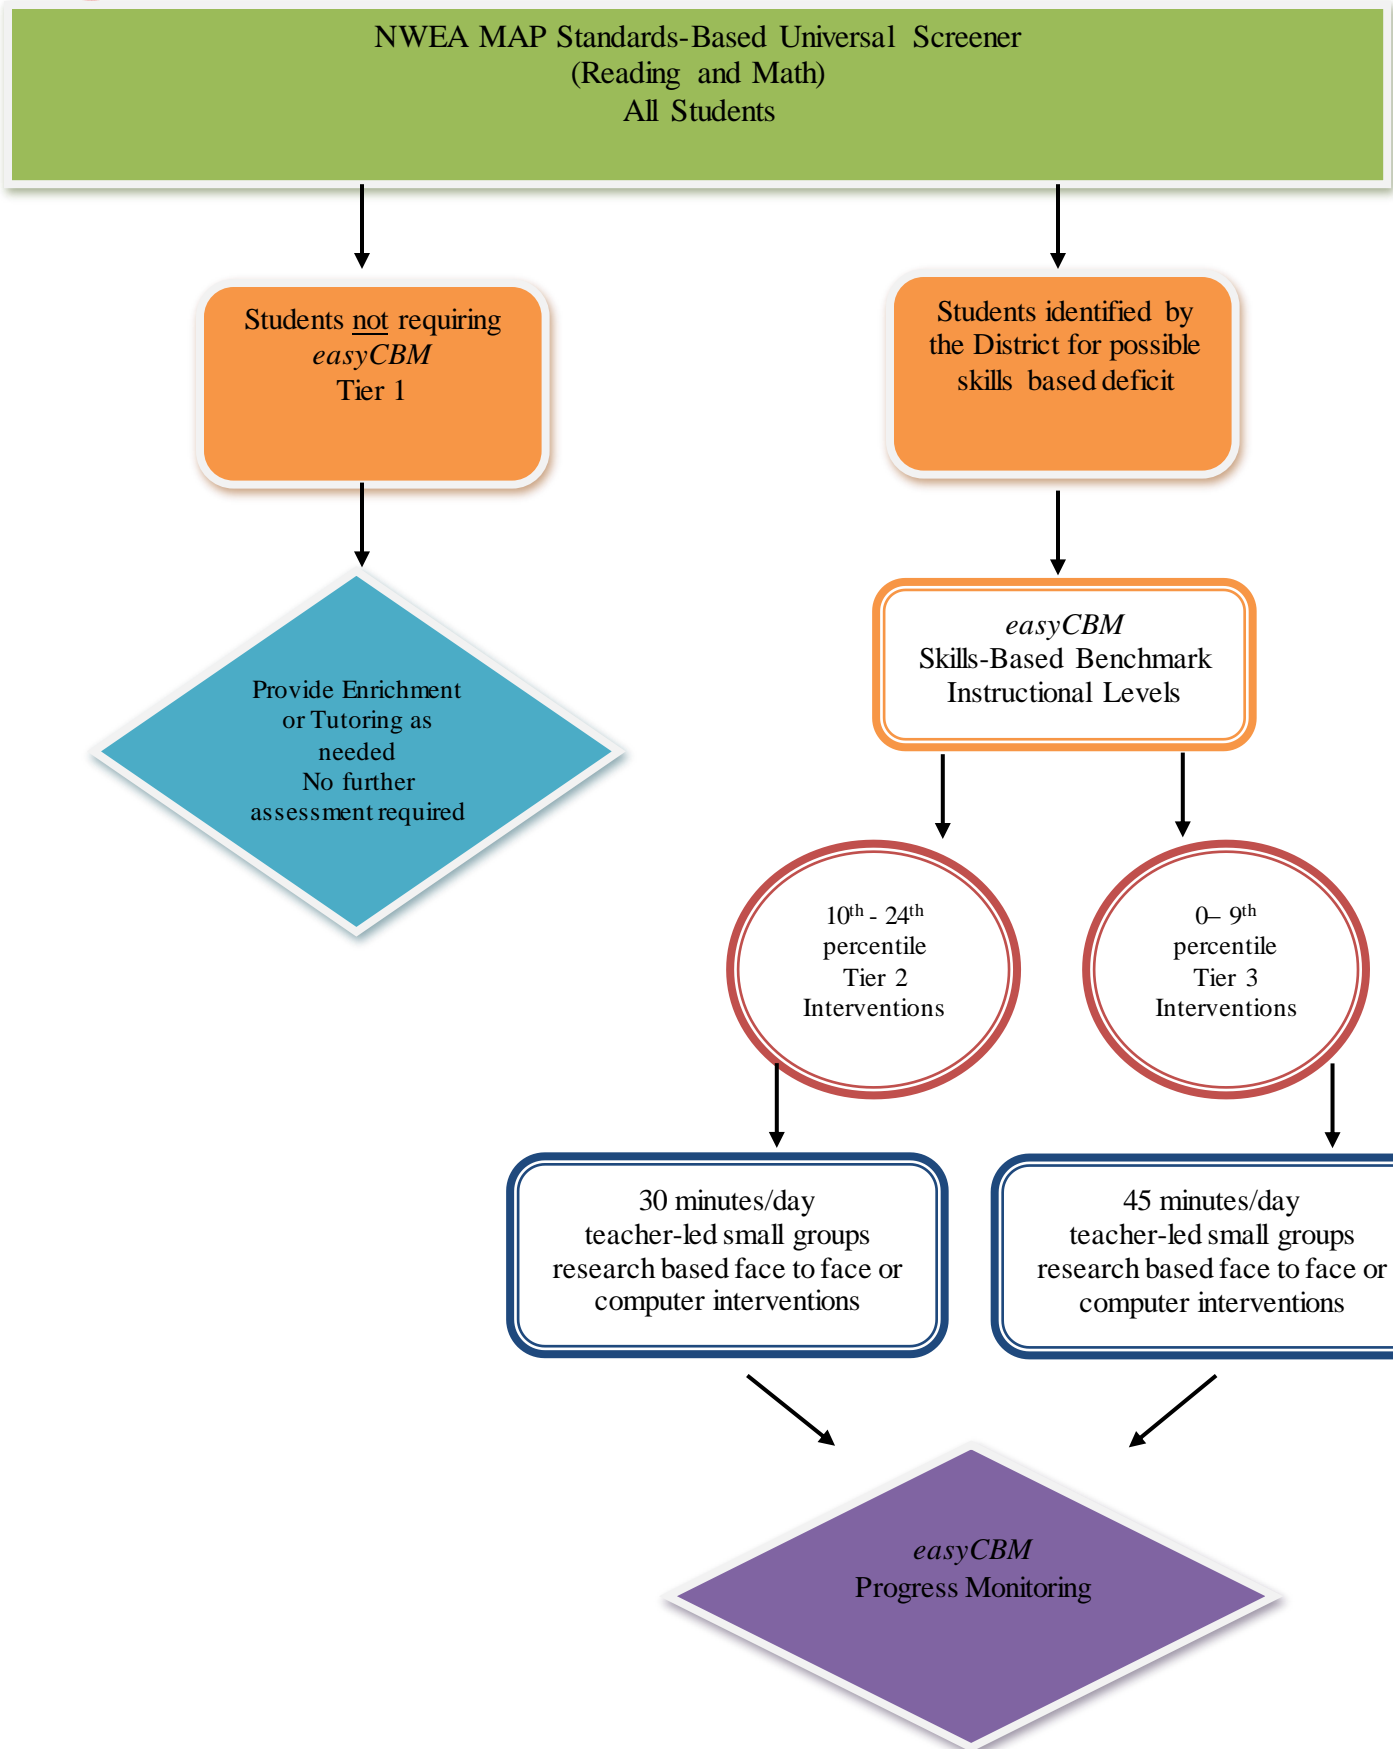 NWEA MAP Standards-Based Universal Screener
(Reading and Math)
All Students
Students not requiring
easyCBM
Tier 1
Students identified by
the District for possible
skills based deficit
Provide Enrichment
or Tutoring as
needed
No further
assessment required
easyCBM
Skills-Based Benchmark
Instructional Levels
10th - 24th
percentile
Tier 2
Interventions
0– 9th
percentile
Tier 3
Interventions
30 minutes/day
teacher-led small groups
research based face to face or
computer interventions
45 minutes/day
teacher-led small groups
research based face to face or
computer interventions
easyCBM
Progress Monitoring